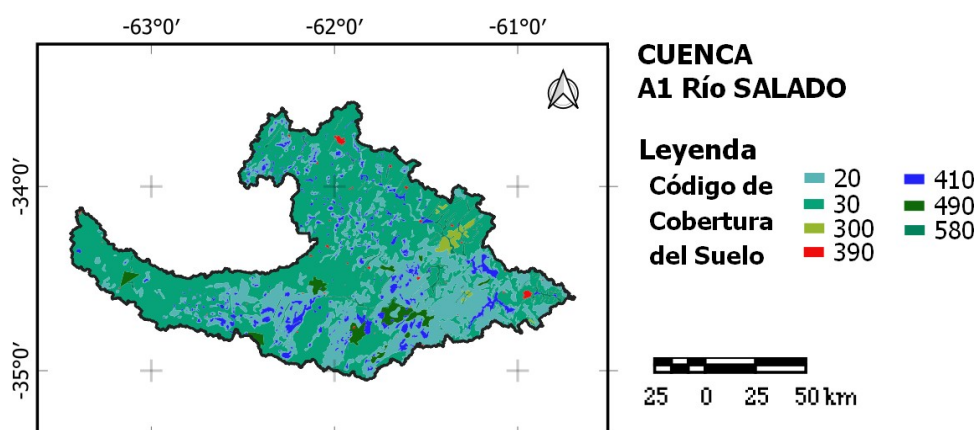 -63°0' -62°0' -61°0'
-34°0'
-35°0'
CUENCA
A1 Río SALADO
Leyenda
Código de
Cobertura
del Suelo
20
30
300
390
410
490
580
25 0 25 50 km